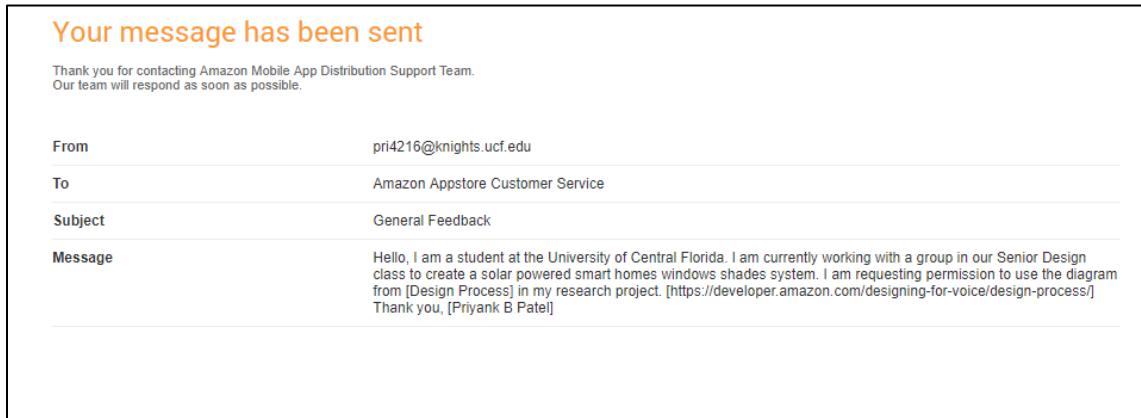 Your message has been sent
Thank you for contacting Amazon Mobile App Distribution Support Team.
Our team will respond as soon as possible.
From pri4216@knights.ucf.edu
To Amazon Appstore Customer Service
Subject General Feedback
Message Hello, I am a student at the University of Central Florida. I am currently working with a group in our Senior Design
class to create a solar powered smart homes windows shades system. I am requesting permission to use the diagram
from [Design Process] in my research project. [https://developer.amazon.com/designing-for-voice/design-process/]
Thank you, [Priyank B Patel]